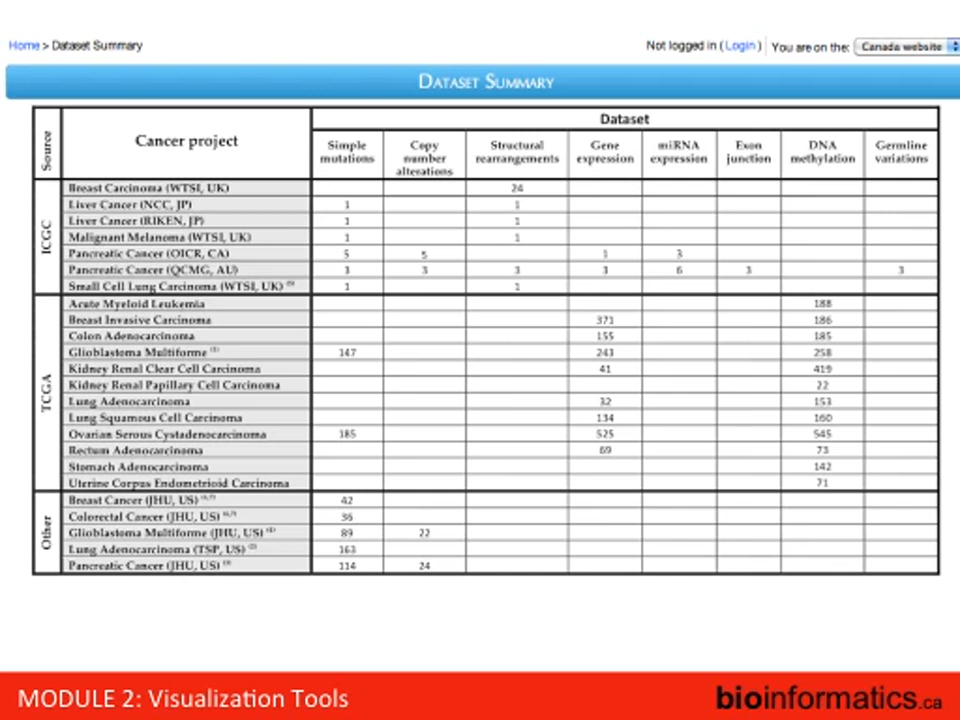 Home > Dataset Summary
Not logged in ( Login ) You are on the: Canada website
DATASET SUMMARY
Source Cancer project Dataset
Simple mutations Copy number alterations Structural rearrangements Gene expression miRNA expression Exon junction DNA methylation Germline variations
ICGC
Breast Carcinoma (WTSI, UK) 24
Liver Cancer (NCC, JP) 1 1
Liver Cancer (RIKEN, JP) 1 1
Malignant Melanoma (WTSI, UK) 1 1
Pancreatic Cancer (OICR, CA) 5 5 1 3
Pancreatic Cancer (QCMG, AU) 3 3 3 3 6 3 3
Small Cell Lung Carcinoma (WTSI, UK) 1 1
TCGA
Acute Myeloid Leukemia 188
Breast Invasive Carcinoma 371 186
Colon Adenocarcinoma 155 185
Glioblastoma Multiforme (1) 147 243 258
Kidney Renal Clear Cell Carcinoma 41 419
Kidney Renal Papillary Cell Carcinoma 22
Lung Adenocarcinoma 32 153
Lung Squamous Cell Carcinoma 134 160
Ovarian Serous Cystadenocarcinoma 185 525 545
Rectum Adenocarcinoma 69 73
Stomach Adenocarcinoma 142
Uterine Corpus Endometrioid Carcinoma 71
Other
Breast Cancer (JHU, US) 42
Colorectal Cancer (JHU, US) 36
Glioblastoma Multiforme (JHU, US) 89 22
Lung Adenocarcinoma (TSP, US) 163
Pancreatic Cancer (JHU, US) 114 24
MODULE 2: Visualization Tools
bioinformatics.ca